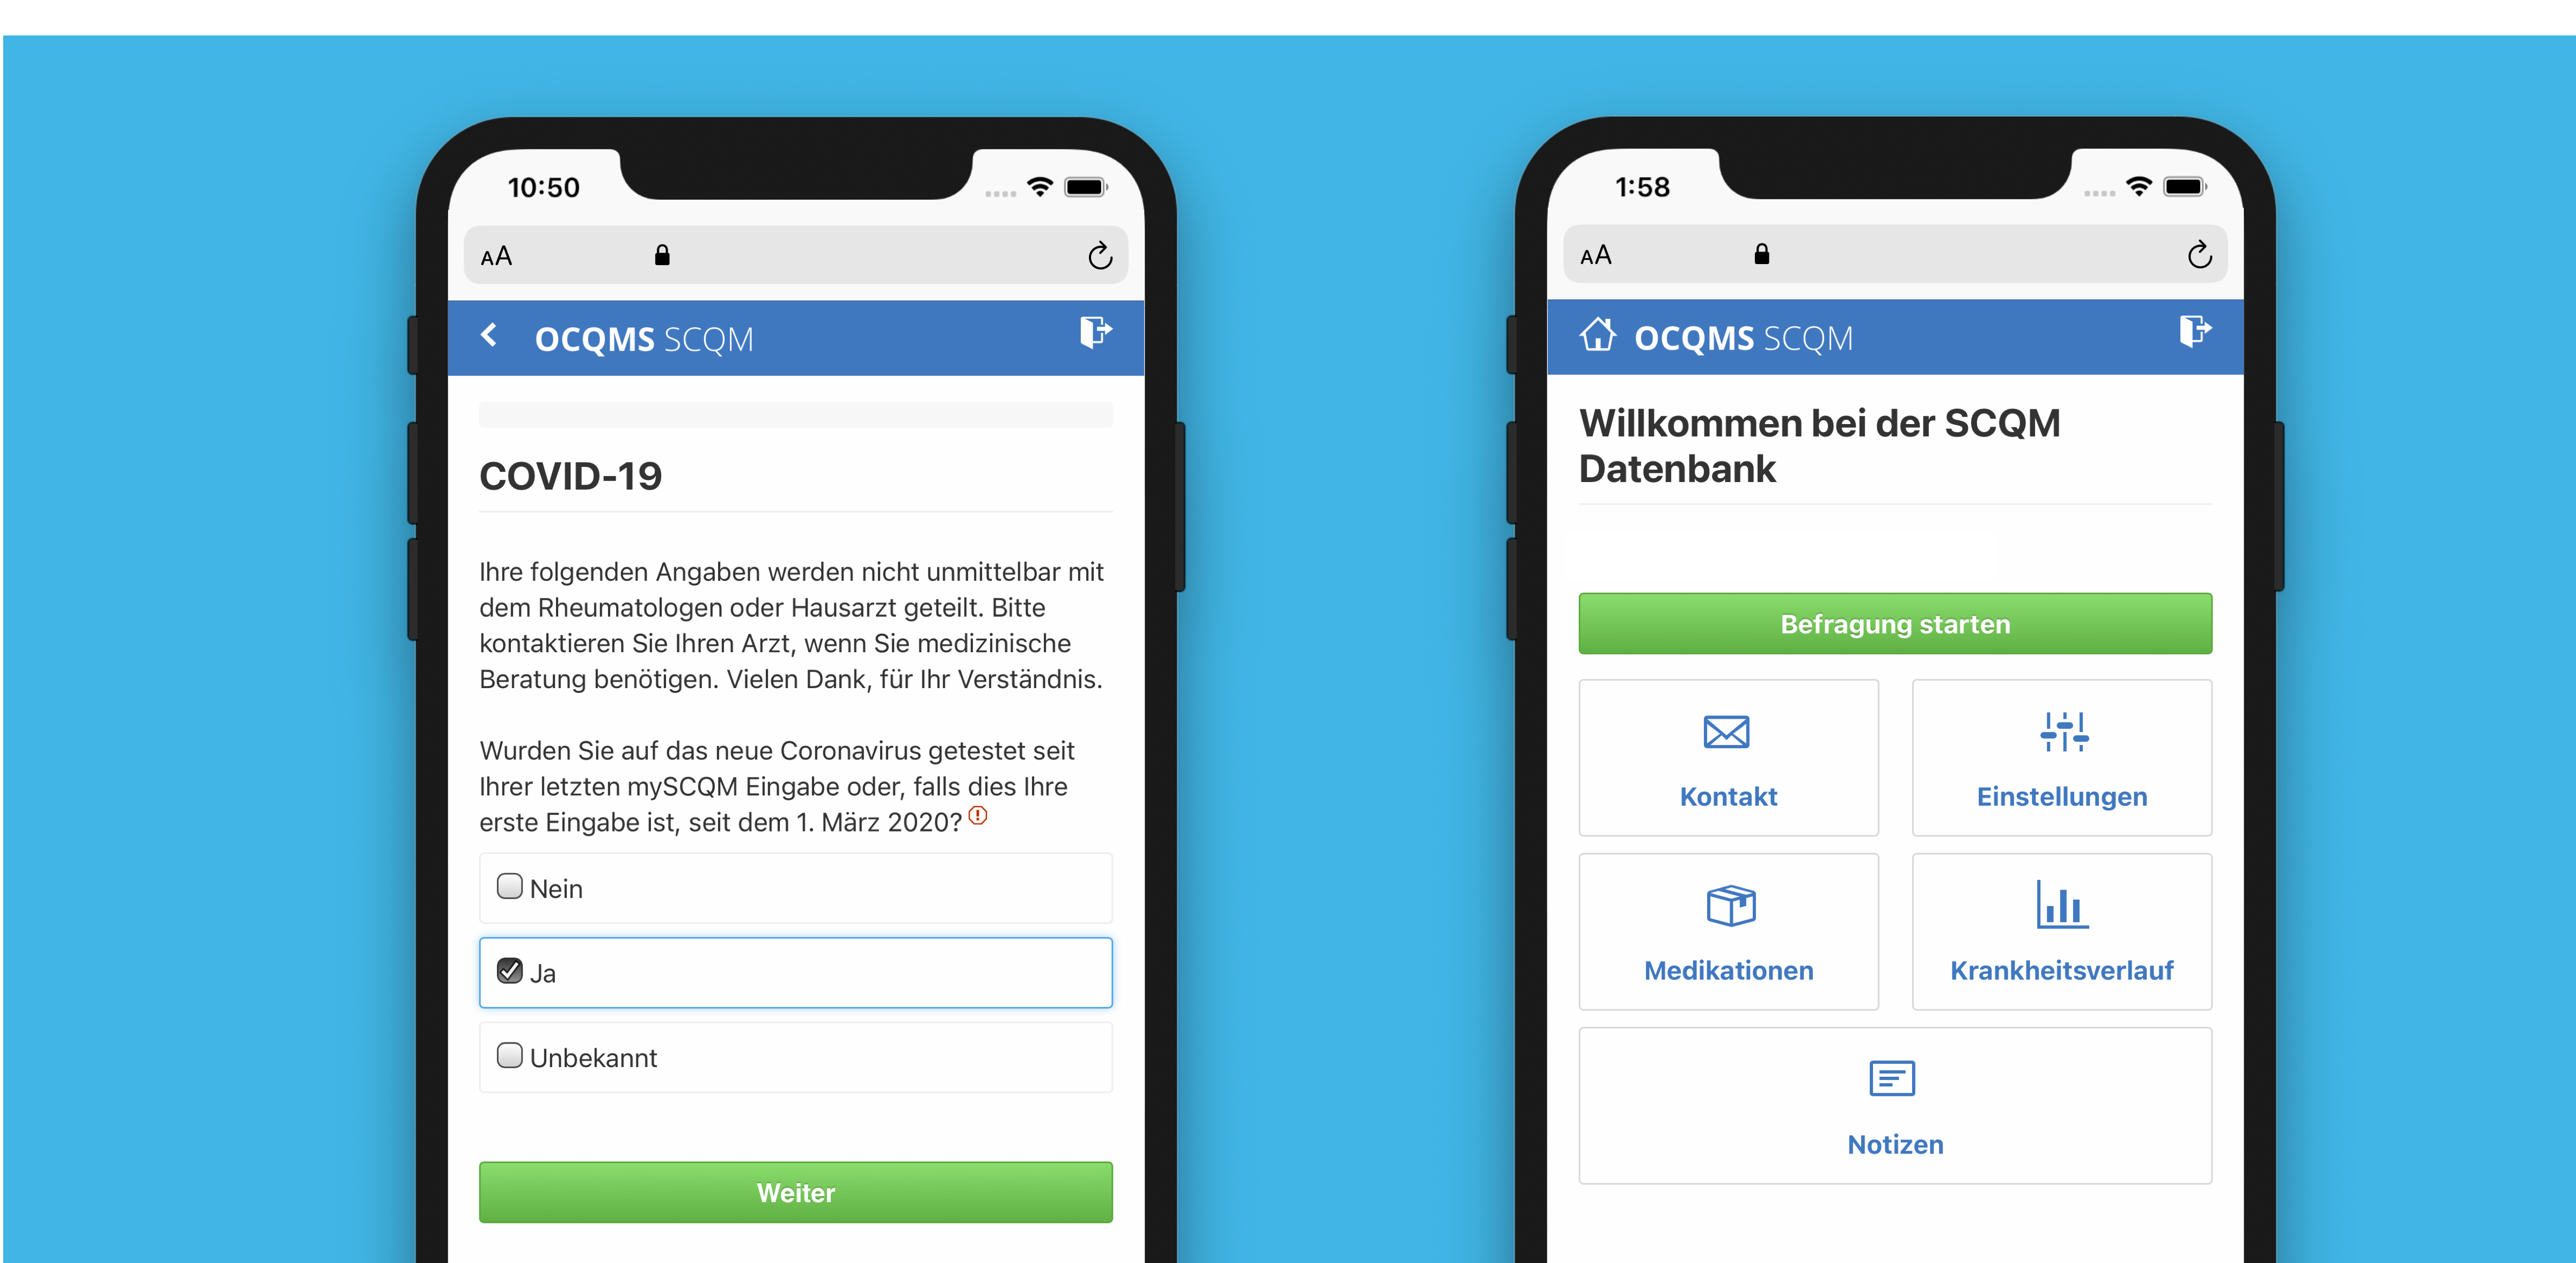 10:50
AA
OCQMS SCQM
COVID-19
Ihre folgenden Angaben werden nicht unmittelbar mit
dem Rheumatologen oder Hausarzt geteilt. Bitte
kontaktieren Sie Ihren Arzt, wenn Sie medizinische
Beratung benötigen. Vielen Dank, für Ihr Verständnis.
Wurden Sie auf das neue Coronavirus getestet seit
Ihrer letzten mySCQM Eingabe oder, falls dies Ihre
erste Eingabe ist, seit dem 1. März 2020?
Nein
Ja
Unbekannt
Weiter
1:58
AA
OCQMS SCQM
Willkommen bei der SCQM
Datenbank
Befragung starten
Kontakt
Einstellungen
Medikationen
Krankheitsverlauf
Notizen